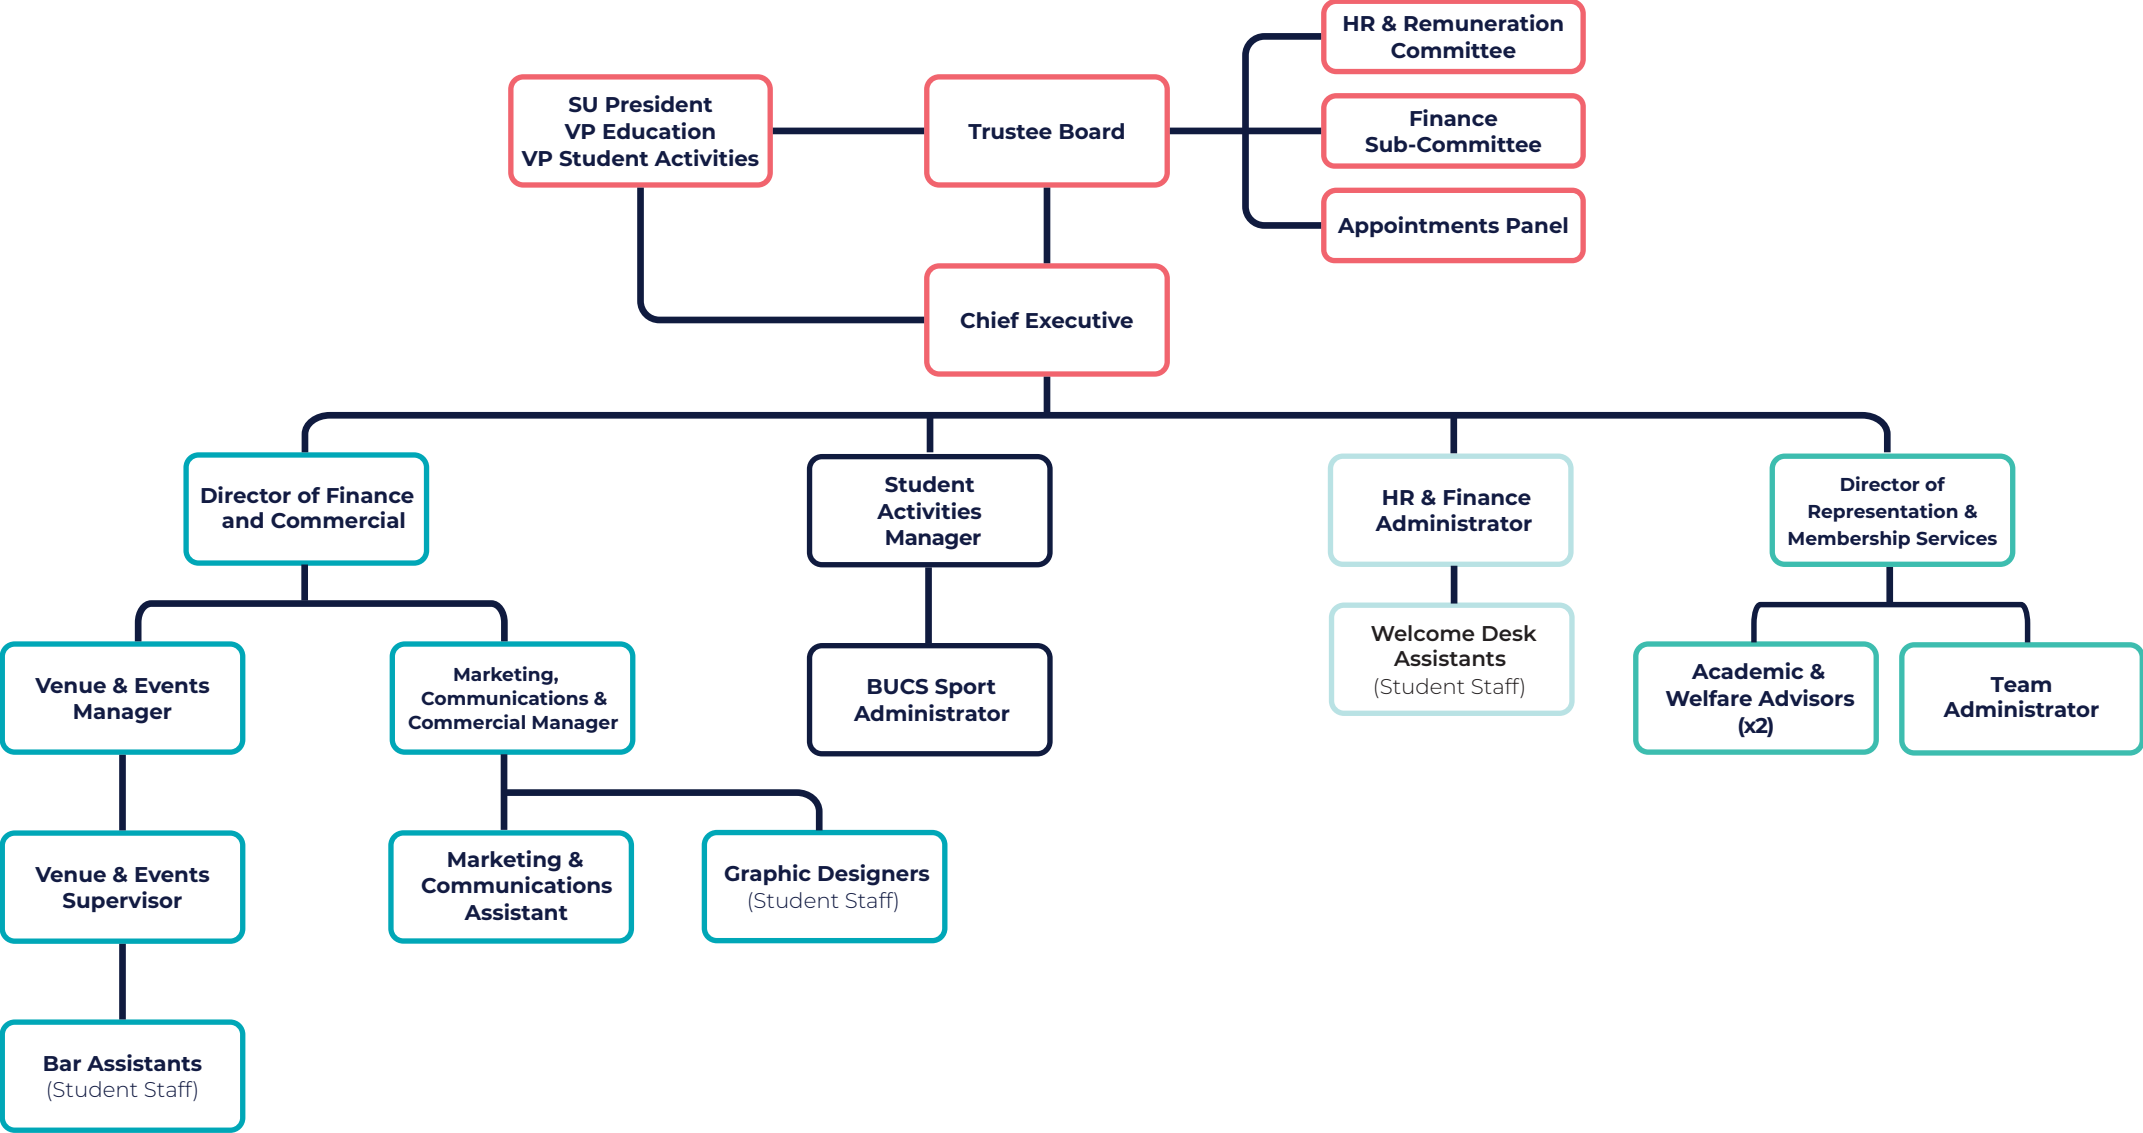 HR & Remuneration
Committee
SU President
VP Education
VP Student Activities
Trustee Board
Finance
Sub-Committee
Appointments Panel
Chief Executive
Director of Finance
and Commercial
Student
Activities
Manager
HR & Finance
Administrator
Director of
Representation &
Membership Services
Venue & Events
Manager
Marketing,
Communications &
Commercial Manager
BUCS Sport
Administrator
Welcome Desk
Assistants
(Student Staff)
Academic &
Welfare Advisors
(x2)
Team
Administrator
Venue & Events
Supervisor
Marketing &
Communications
Assistant
Graphic Designers
(Student Staff)
Bar Assistants
(Student Staff)